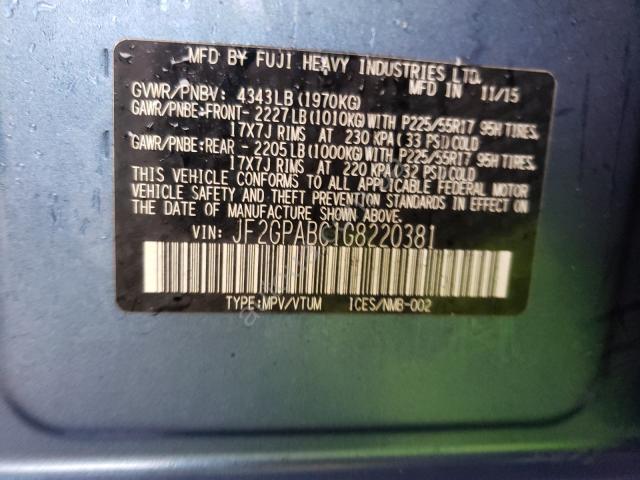 MFD BY FUJI HEAVY INDUSTRIES LTD.
GVWR/PNBV: 4343LB (1970KG) MFD IN 11/15
GAWR/PNBE:FRONT- 2227LB (1010KG) WITH P225/55R17 95H TIRES,
17X7J RIMS AT 230 KPA (33 PSI) COLD
GAWR/PNBE:REAR - 2205LB (1000KG) WITH P225/55R17 95H TIRES,
17X7J RIMS AT 220 KPA (32 PSI) COLD
THIS VEHICLE CONFORMS TO ALL APPLICABLE FEDERAL MOTOR
VEHICLE SAFETY AND THEFT PREVENTION STANDARDS IN EFFECT ON
THE DATE OF MANUFACTURE SHOWN ABOVE.
VIN: JF2GPABC1G8220381
TYPE:MPV/VTUM ICES/NMB-002